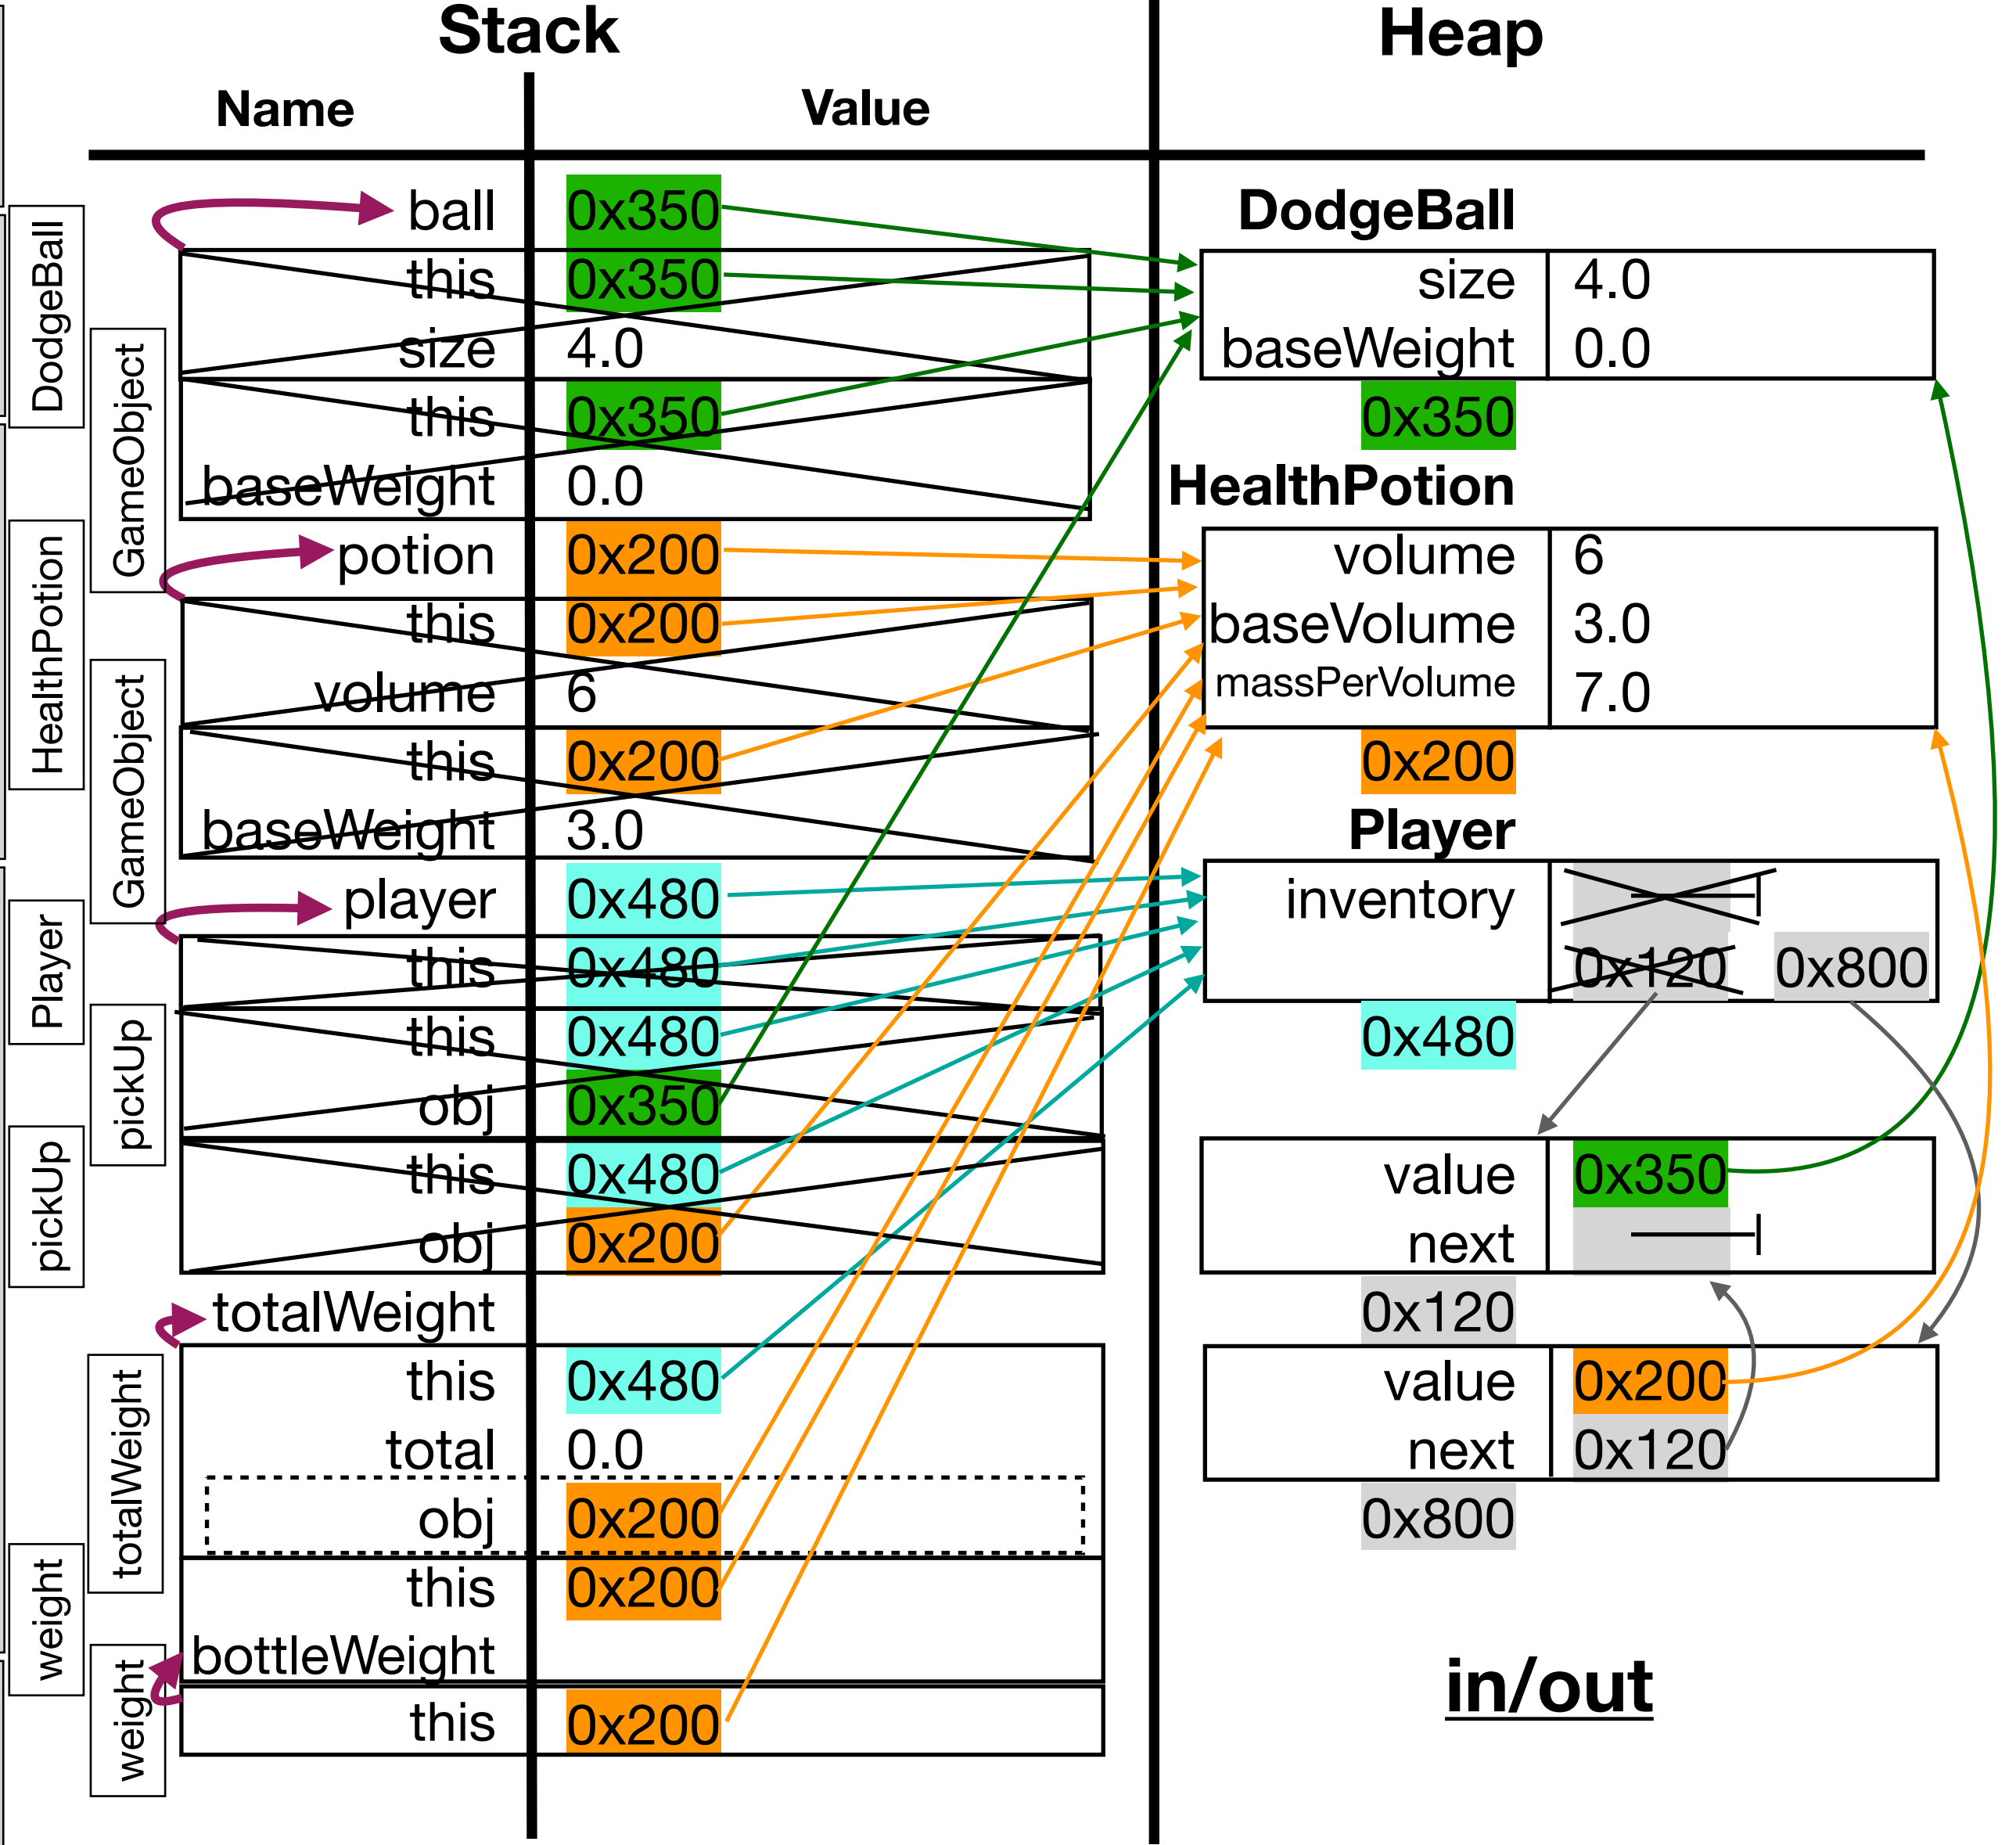 Stack
Heap
Name
Value
DodgeBall
GameObject
HealthPotion
GameObject
Player
pickUp
pickUp
totalWeight
weight
weight
ball 0x350
this 0x350
size 4.0
this 0x350
baseWeight 0.0
potion 0x200
this 0x200
volume 6
this 0x200
baseWeight 3.0
player 0x480
this 0x480
this 0x480
obj 0x350
this 0x480
obj 0x200
totalWeight
this 0x480
total 0.0
obj 0x200
this 0x200
bottleWeight
this 0x200
DodgeBall
size 4.0
baseWeight 0.0
0x350
HealthPotion
volume 6
baseVolume 3.0
massPerVolume 7.0
0x200
Player
inventory
0x120 0x800
0x480
value 0x350
next
0x120
value 0x200
next 0x120
0x800
in/out